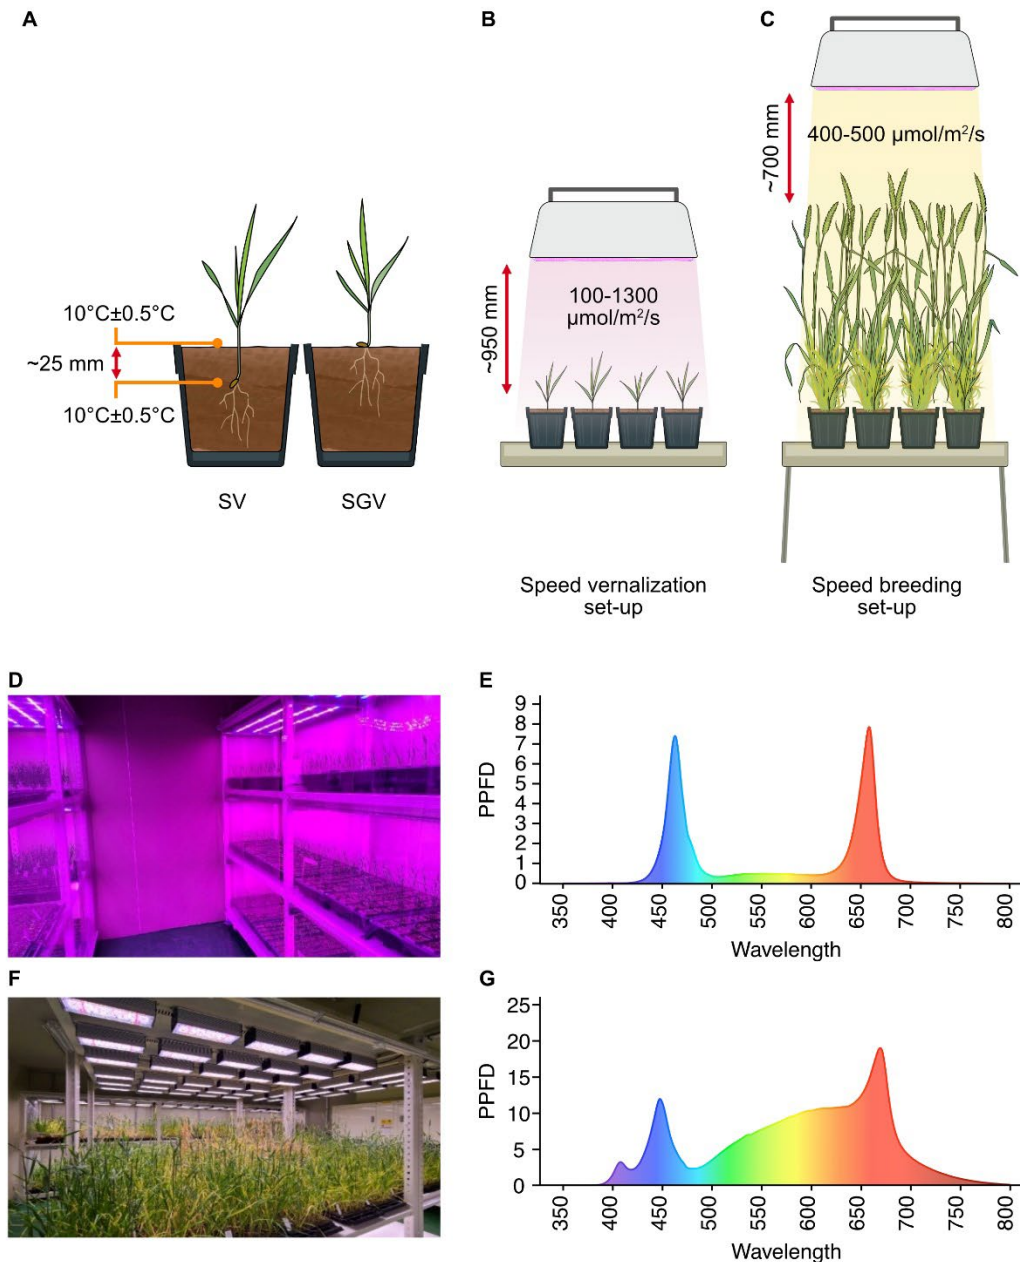 A
B
C
10°C±0.5°C
~25 mm
10°C±0.5°C
SV
SGV
~950 mm
100-1300
µmol/m²/s
~700 mm
400-500 µmol/m²/s
Speed vernalization
set-up
Speed breeding
set-up
D
E
PPFD
9
8
7
6
5
4
3
2
1
0
350
400
450
500
550
600
650
700
750
800
Wavelength
F
G
PPFD
25
20
15
10
5
0
350
400
450
500
550
600
650
700
750
800
Wavelength